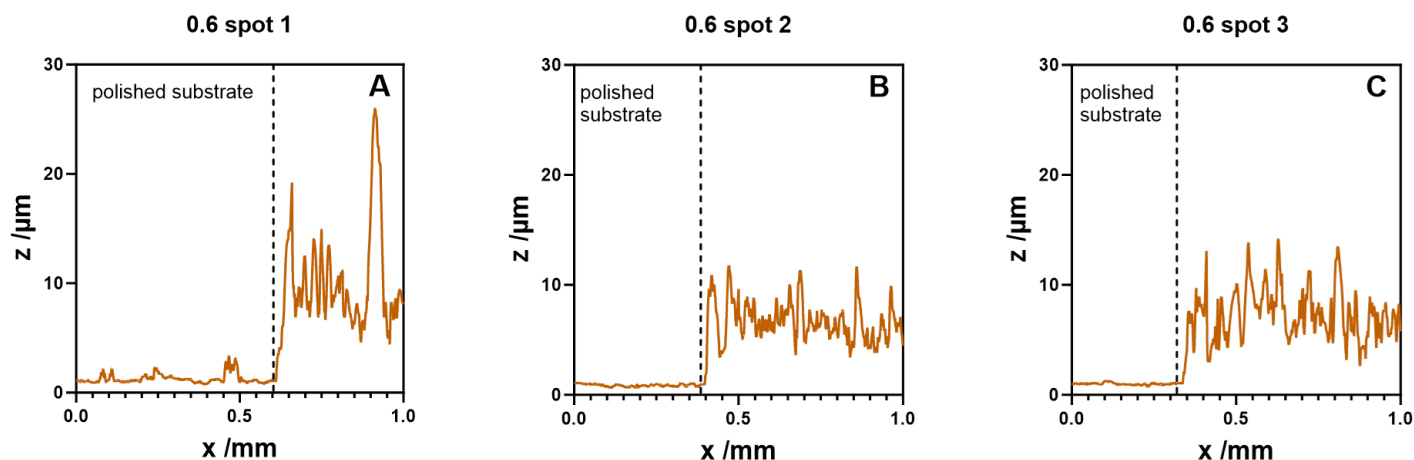 0.6 spot 1
30
polished substrate
A
20
z /µm
10
0
0.0
0.5
1.0
x /mm
0.6 spot 2
30
polished
substrate
B
20
z /µm
10
0
0.0
0.5
1.0
x /mm
0.6 spot 3
30
polished
substrate
C
20
z /µm
10
0
0.0
0.5
1.0
x /mm